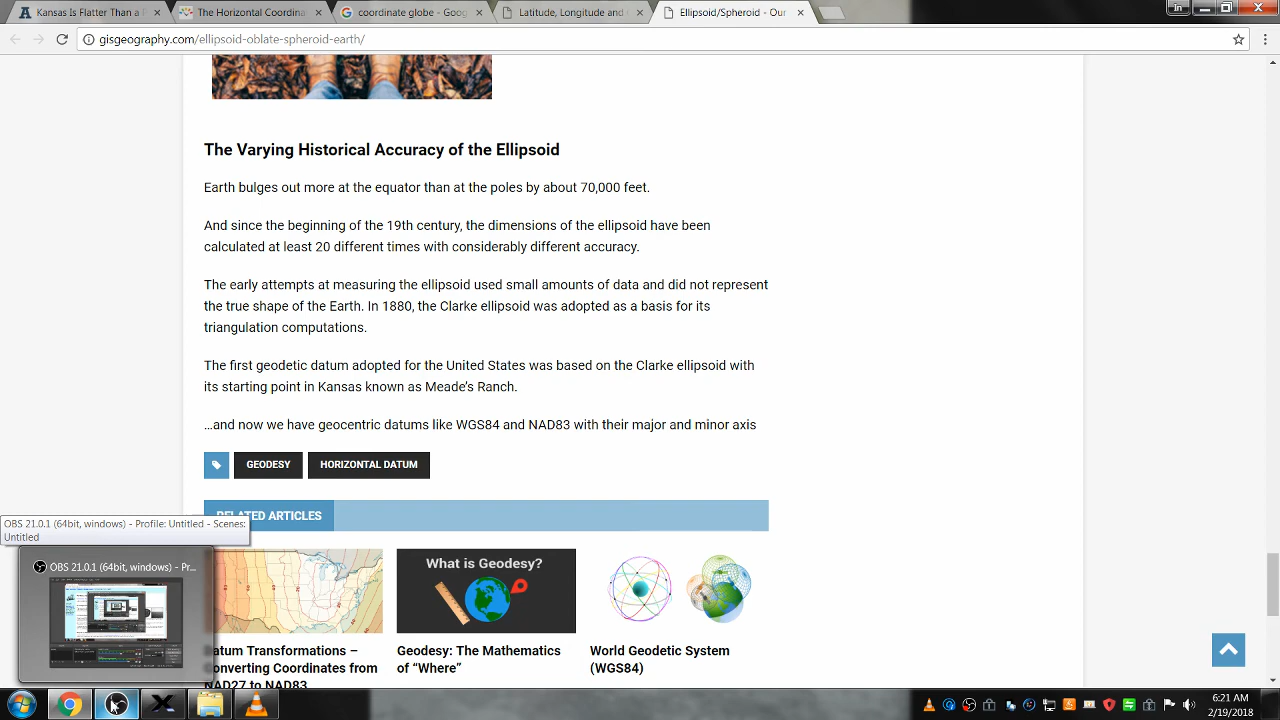 Kansas Is Flatter Than a P
The Horizontal Coordina
coordinate globe - Goog
Latitude, Longitude and
Ellipsoid/Spheroid - Our
gisgeography.com/ellipsoid-oblate-spheroid-earth/
The Varying Historical Accuracy of the Ellipsoid
Earth bulges out more at the equator than at the poles by about 70,000 feet.
And since the beginning of the 19th century, the dimensions of the ellipsoid have been
calculated at least 20 different times with considerably different accuracy.
The early attempts at measuring the ellipsoid used small amounts of data and did not represent
the true shape of the Earth. In 1880, the Clarke ellipsoid was adopted as a basis for its
triangulation computations.
The first geodetic datum adopted for the United States was based on the Clarke ellipsoid with
its starting point in Kansas known as Meade's Ranch.
…and now we have geocentric datums like WGS84 and NAD83 with their major and minor axis
GEODESY
HORIZONTAL DATUM
RELATED ARTICLES
OBS 21.0.1 (64bit, windows) - Profile: Untitled - Scenes:
Untitled
OBS 21.0.1 (64bit, windows) - Pr...
What is Geodesy?
Datum Transformations –
Converting Coordinates from
NAD27 to NAD83
Geodesy: The Mathematics
of “Where”
World Geodetic System
(WGS84)
6:21 AM
2/19/2018